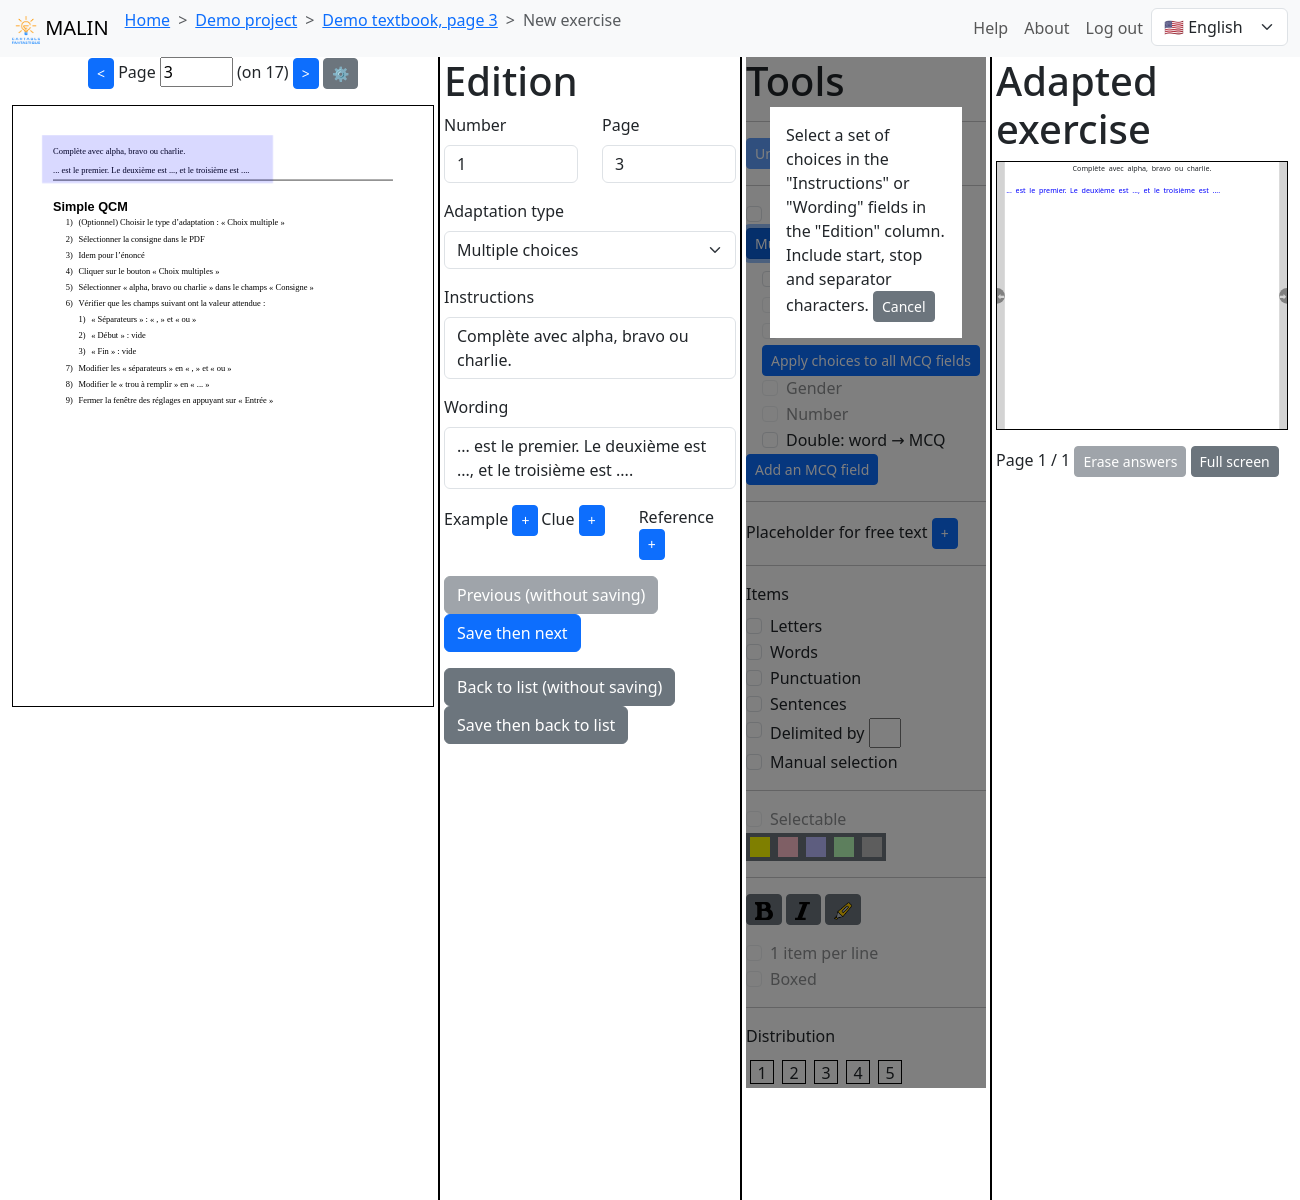 MALIN
Home > Demo project > Demo textbook, page 3 > New exercise
Help About Log out 🇺🇸 English
< Page 3 (on 17) > ⚙️
Complète avec alpha, bravo ou charlie.
... est le premier. Le deuxième est ..., et le troisième est ....
Simple QCM
1) (Optionnel) Choisir le type d’adaptation : « Choix multiple »
2) Sélectionner la consigne dans le PDF
3) Idem pour l’énoncé
4) Cliquer sur le bouton « Choix multiples »
5) Sélectionner « alpha, bravo ou charlie » dans le champs « Consigne »
6) Vérifier que les champs suivant ont la valeur attendue :
1) « Séparateurs » : « , » et « ou »
2) « Début » : vide
3) « Fin » : vide
7) Modifier les « séparateurs » en « , » et « ou »
8) Modifier le « trou à remplir » en « ... »
9) Fermer la fenêtre des réglages en appuyant sur « Entrée »
Edition
Number Page
1 3
Adaptation type
Multiple choices
Instructions
Complète avec alpha, bravo ou
charlie.
Wording
... est le premier. Le deuxième est
..., et le troisième est ....
Example + Clue + Reference
+
Previous (without saving)
Save then next
Back to list (without saving)
Save then back to list
Tools
Select a set of
choices in the
"Instructions" or
"Wording" fields in
the "Edition" column.
Include start, stop
and separator
characters. Cancel
Apply choices to all MCQ fields
Gender
Number
Double: word → MCQ
Add an MCQ field
Placeholder for free text +
Items
Letters
Words
Punctuation
Sentences
Delimited by
Manual selection
Selectable
B I
1 item per line
Boxed
Distribution
1 2 3 4 5
Adapted
exercise
Complète avec alpha, bravo ou charlie.
... est le premier. Le deuxième est ..., et le troisième est ....
Page 1 / 1 Erase answers Full screen